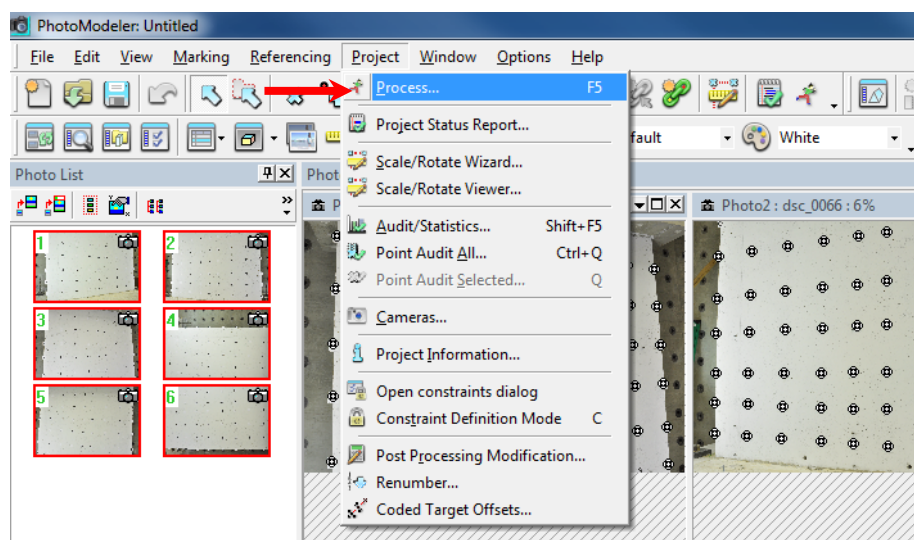 PhotoModeler: Untitled
File Edit View Marking Referencing Project Window Options Help
Process... F5
Project Status Report...
fault White
Scale/Rotate Wizard...
Photo List Phot
Scale/Rotate Viewer...
P Photo2 : dsc_0066 : 6%
Audit/Statistics... Shift+F5
1 2
Point Audit All... Ctrl+Q
Point Audit Selected... Q
3 4
Cameras...
Project Information...
5 6
Open constraints dialog
Constraint Definition Mode C
Post Processing Modification...
Renumber...
Coded Target Offsets...